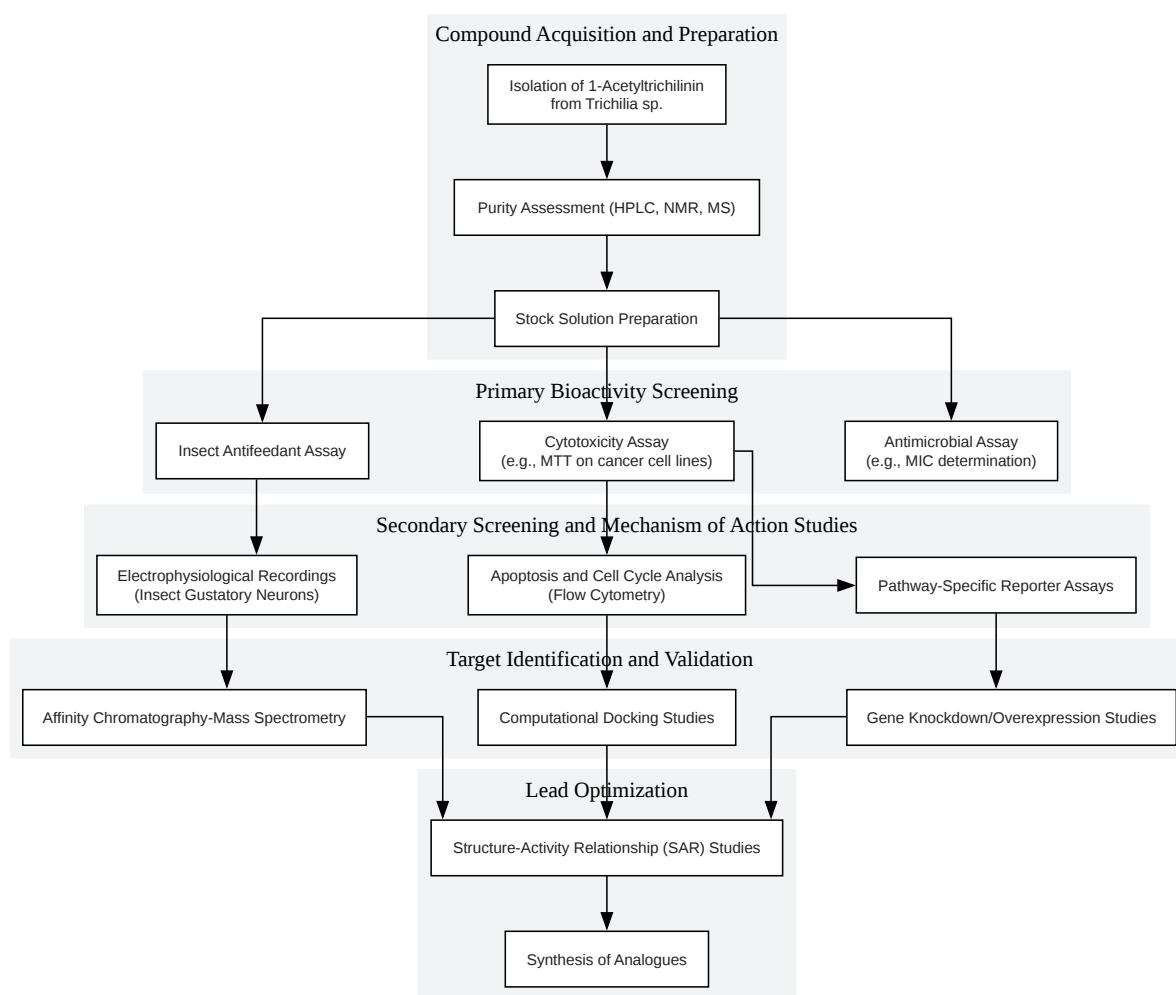 Compound Acquisition and Preparation
Isolation of 1-Acetyltrichilinin
from Trichilia sp.
Purity Assessment (HPLC, NMR, MS)
Stock Solution Preparation
Primary Bioactivity Screening
Insect Antifeedant Assay
Cytotoxicity Assay
(e.g., MTT on cancer cell lines)
Antimicrobial Assay
(e.g., MIC determination)
Secondary Screening and Mechanism of Action Studies
Electrophysiological Recordings
(Insect Gustatory Neurons)
Apoptosis and Cell Cycle Analysis
(Flow Cytometry)
Pathway-Specific Reporter Assays
Target Identification and Validation
Affinity Chromatography-Mass Spectrometry
Computational Docking Studies
Gene Knockdown/Overexpression Studies
Lead Optimization
Structure-Activity Relationship (SAR) Studies
Synthesis of Analogues